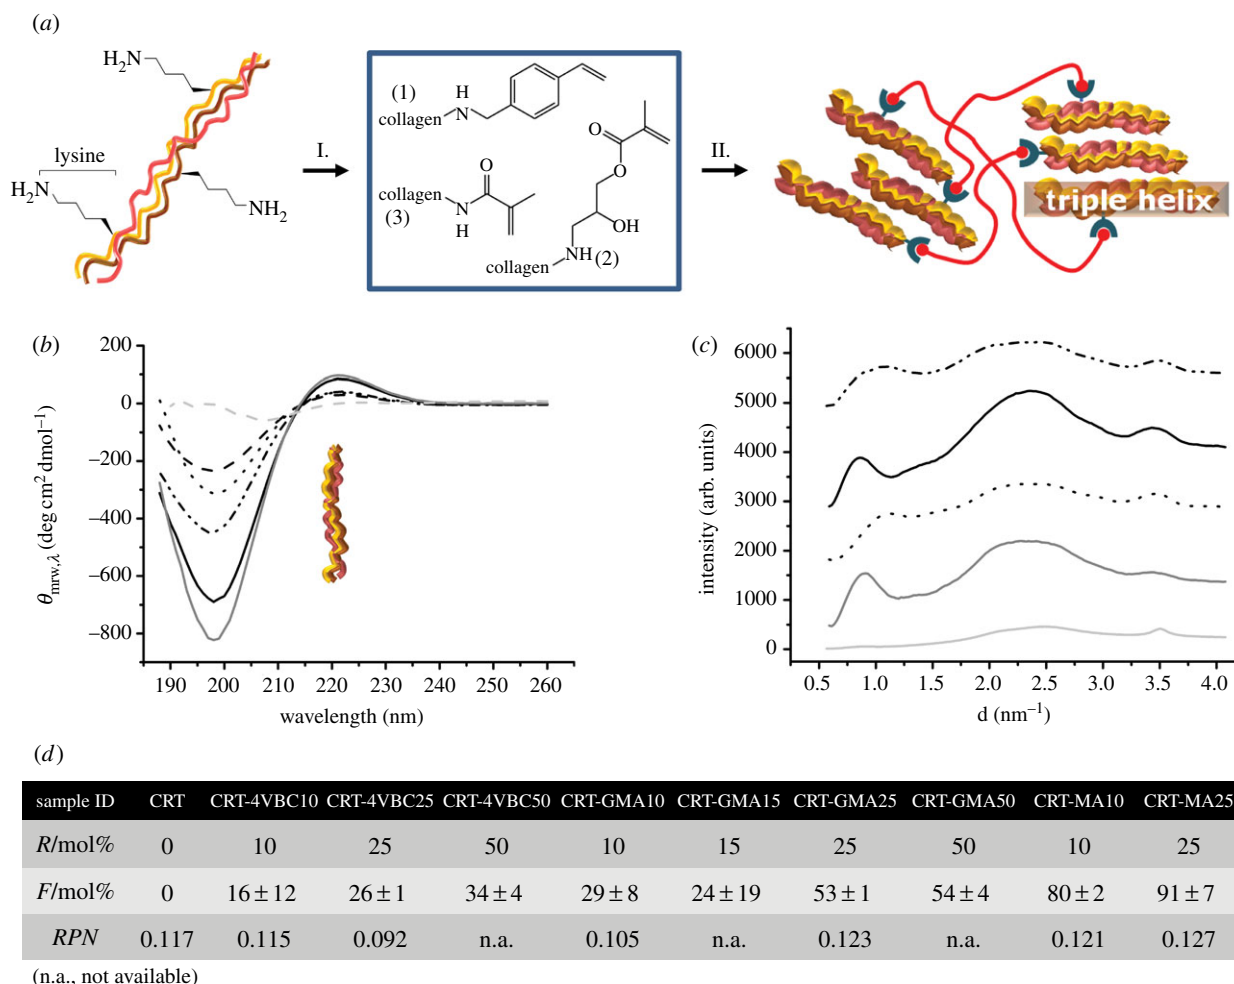 (a)
H₂N
lysine
H₂N
NH₂
I.
(1)
H
N
collagen
O
collagen
N
H
(3)
O
O
OH
NH
collagen
(2)
II.
triple helix
(b)
200
0
–200
–400
–600
–800
θmrw,λ (deg cm² dmol⁻¹)
190 200 210 220 230 240 250 260
wavelength (nm)
(c)
6000
5000
4000
3000
2000
1000
0
intensity (arb. units)
0.5 1.0 1.5 2.0 2.5 3.0 3.5 4.0
d (nm⁻¹)
(d)
sample ID CRT CRT-4VBC10 CRT-4VBC25 CRT-4VBC50 CRT-GMA10 CRT-GMA15 CRT-GMA25 CRT-GMA50 CRT-MA10 CRT-MA25
R/mol% 0 10 25 50 10 15 25 50 10 25
F/mol% 0 16 ± 12 26 ± 1 34 ± 4 29 ± 8 24 ± 19 53 ± 1 54 ± 4 80 ± 2 91 ± 7
RPN 0.117 0.115 0.092 n.a. 0.105 n.a. 0.123 n.a. 0.121 0.127
(n.a., not available)